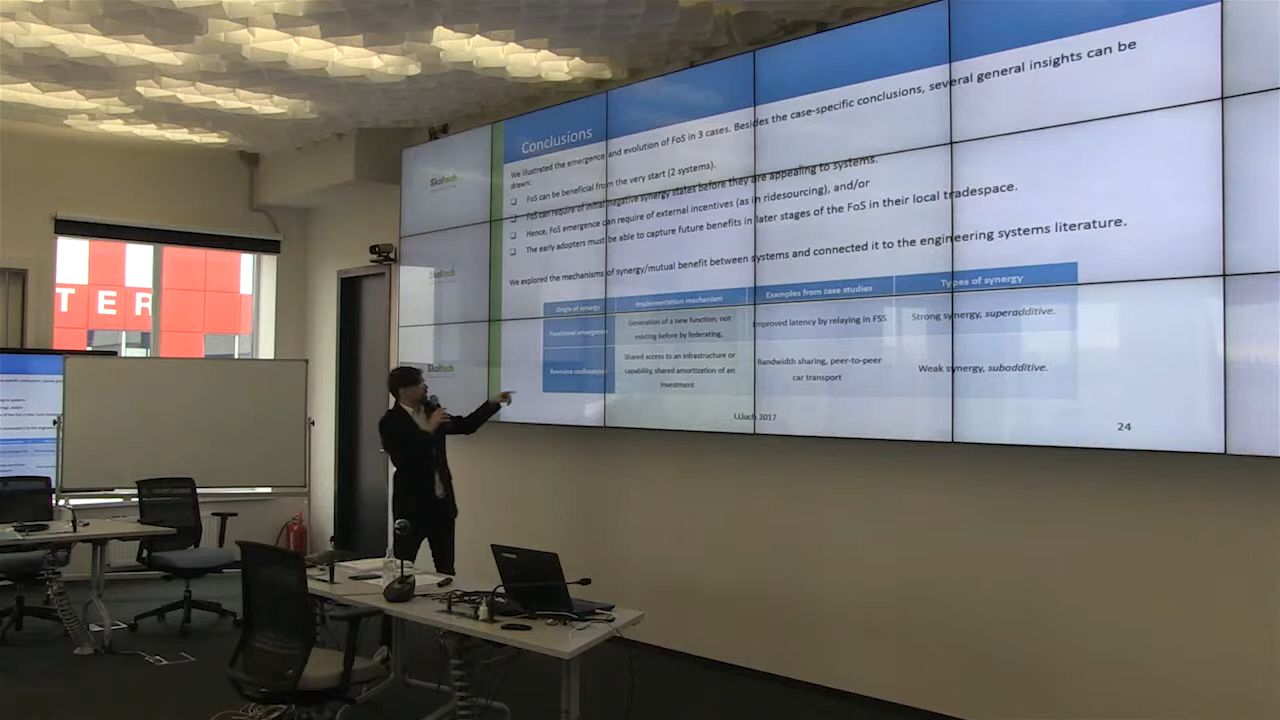 Conclusions
We illustrated the emergence and evolution of FoS in 3 cases. Besides the case-specific conclusions, several general insights can be
drawn:
FoS can be beneficial from the very start (2 systems).
FoS can require of initial negative synergy states before they are appealing to systems.
Hence, FoS emergence can require of external incentives (as in ridesourcing), and/or
The early adopters must be able to capture future benefits in later stages of the FoS in their local tradespace.
We explored the mechanisms of synergy/mutual benefit between systems and connected it to the engineering systems literature.
Origin of synergy Implementation mechanism Examples from case studies Types of synergy
Functional emergence Generation of a new function, not existing before by federating. Improved latency by relaying in FSS Strong synergy, superadditive.
Resource reallocation Shared access to an infrastructure or capability, shared amortization of an investment Bandwidth sharing, peer-to-peer car transport Weak synergy, subadditive.
I.Lluch 2017
24
Skoltech
Skoltech
Skoltech
TER